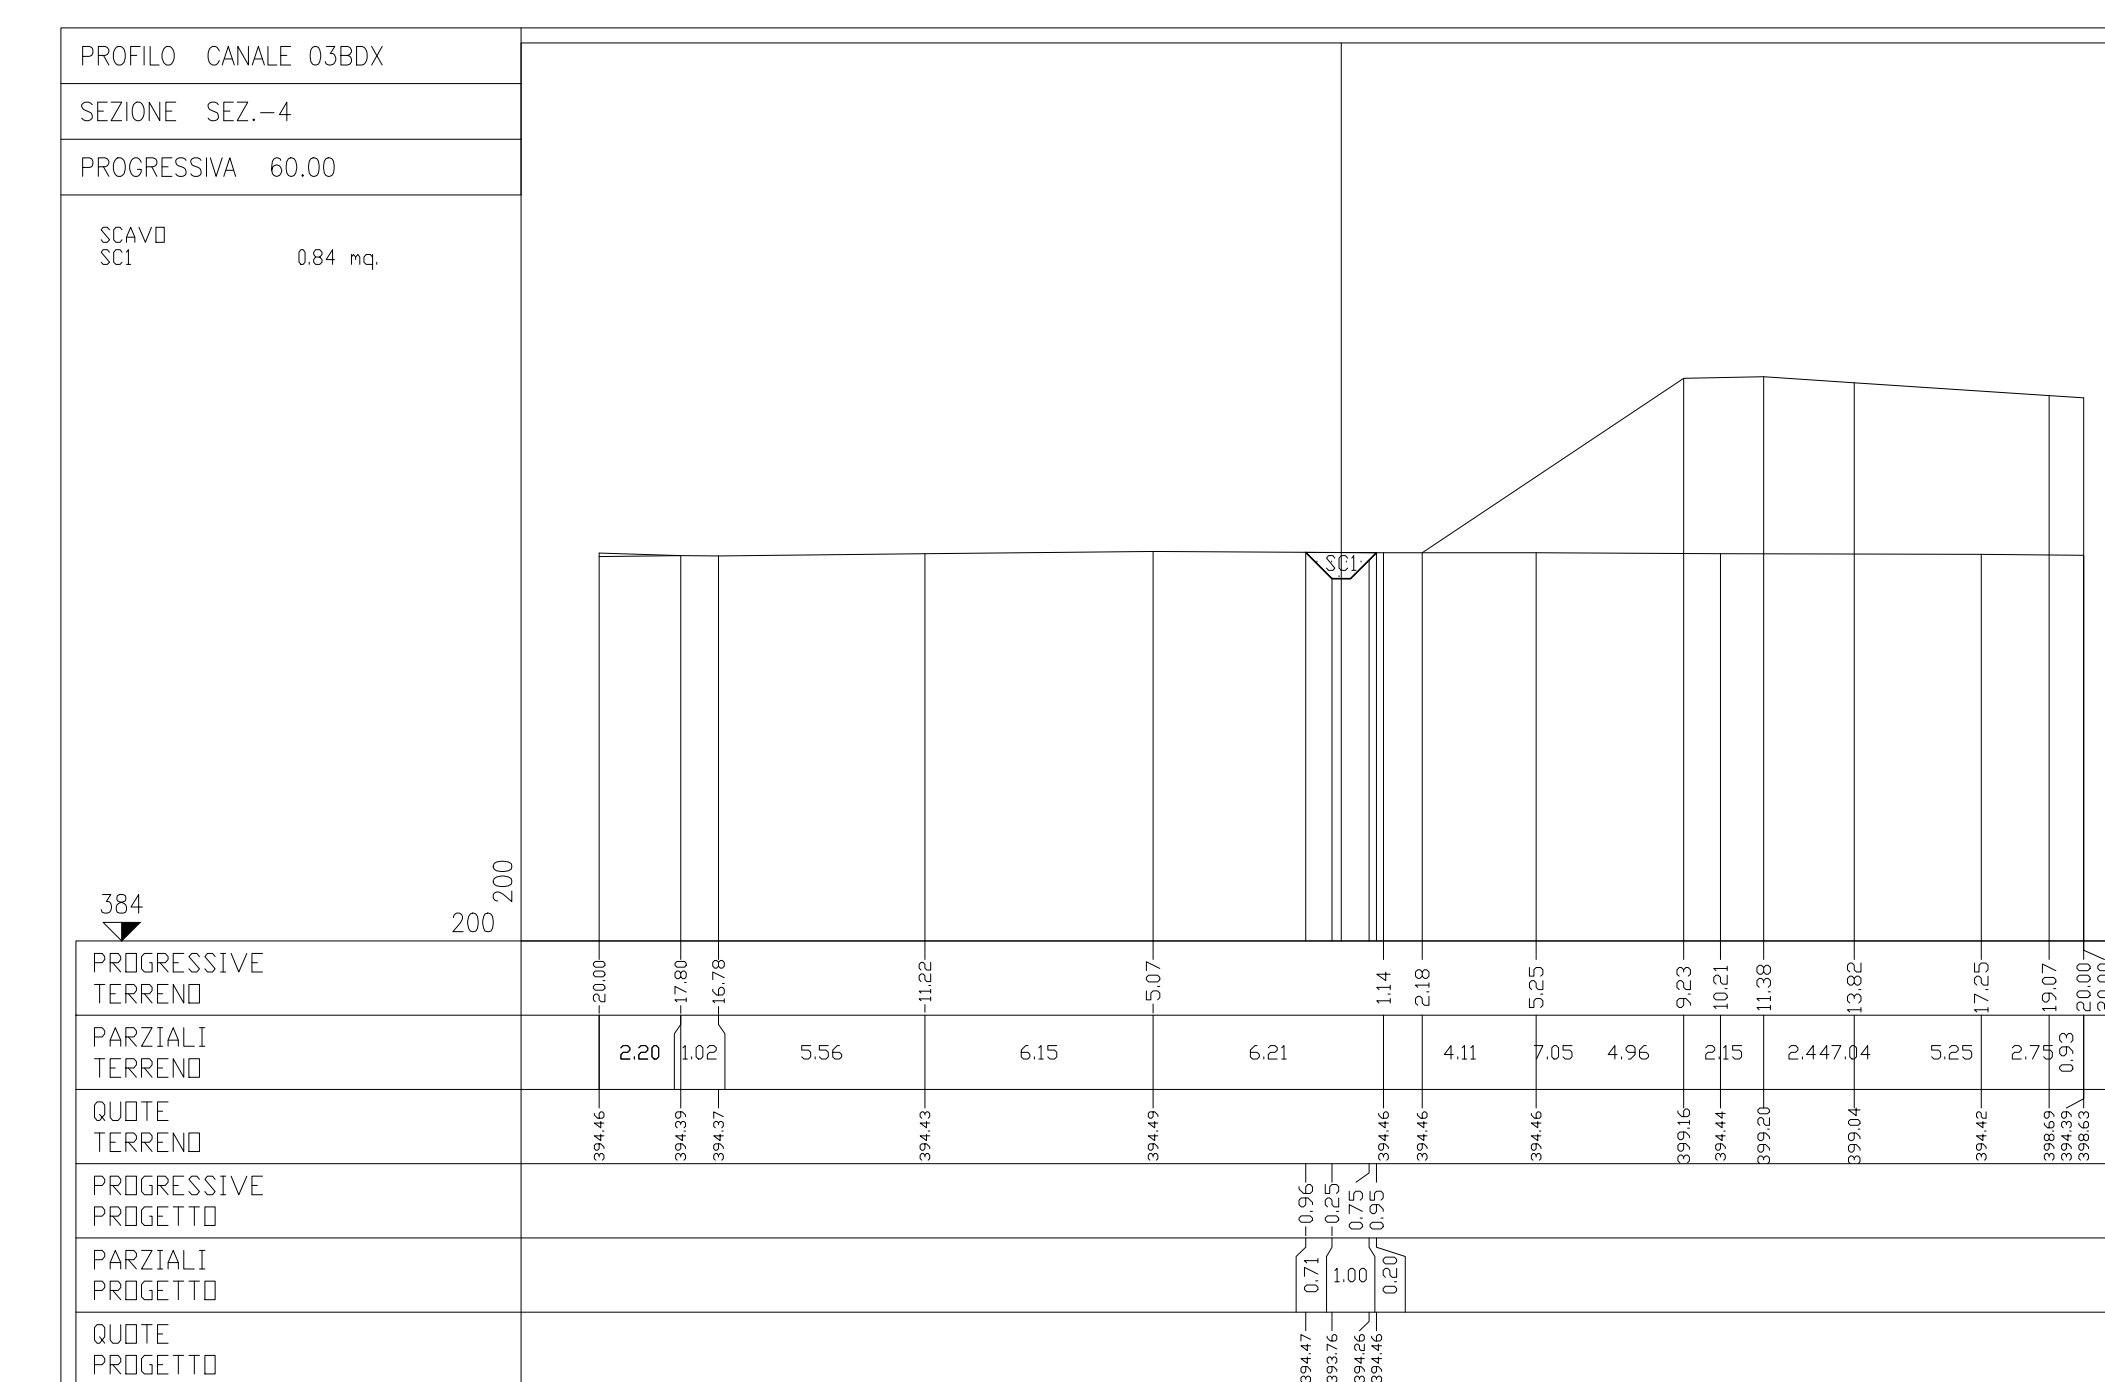 PROFILO CANALE 03BDX
SEZIONE SEZ.-4
PROGRESSIVA 60.00
SCAVO
SC1 0.84 mq.
SC1
384
200
200
PROGRESSIVE
TERRENO
-20.00 -17.80 -16.78 -11.22 -5.07 1.14 2.18 5.25 9.23 10.21 11.38 13.82 17.25 19.07 20.00 20.00
PARZIALI
TERRENO
2.20 1.02 5.56 6.15 6.21 4.11 7.05 4.96 2.15 2.44 7.04 5.25 2.75 0.93
QUOTE
TERRENO
394.46 394.39 394.37 394.43 394.49 394.46 394.46 394.46 399.16 394.44 399.20 399.04 394.42 398.69 394.39 398.63
PROGRESSIVE
PROGETTO
-0.96 -0.25 0.75 0.95
PARZIALI
PROGETTO
0.71 1.00 0.20
QUOTE
PROGETTO
394.47 393.76 394.26 394.46